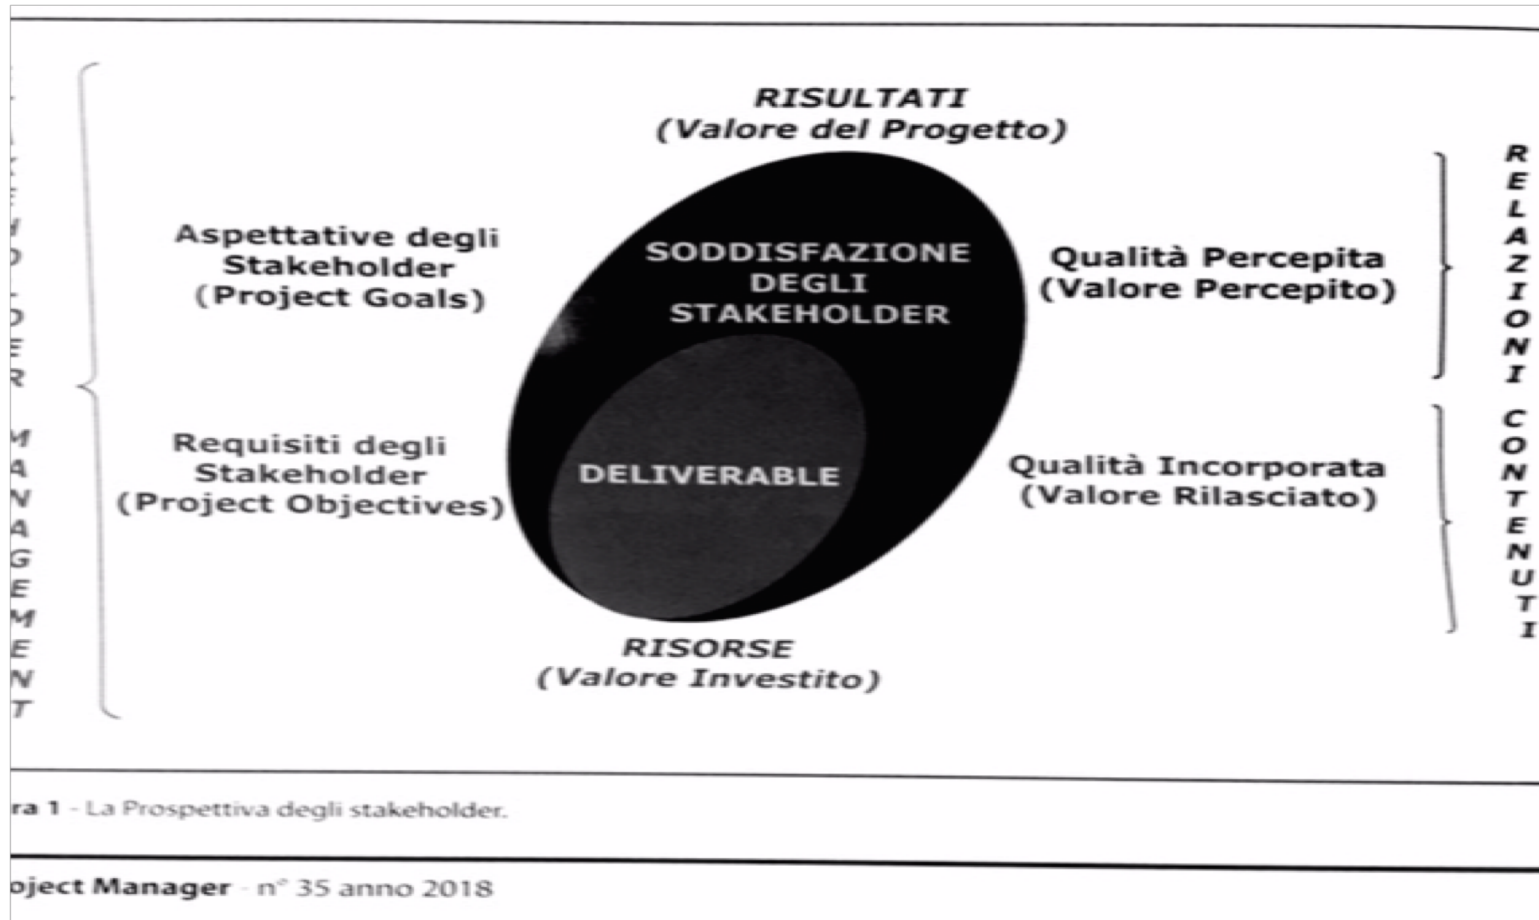 RISULTATI
(Valore del Progetto)
Aspettative degli
Stakeholder
(Project Goals)
SODDISFAZIONE
DEGLI
STAKEHOLDER
Qualità Percepita
(Valore Percepito)
RELAZIONI
Requisiti degli
Stakeholder
(Project Objectives)
DELIVERABLE
Qualità Incorporata
(Valore Rilasciato)
CONTENUTI
MANAGEMENT
RISORSE
(Valore Investito)
ra 1 - La Prospettiva degli stakeholder.
oject Manager - n° 35 anno 2018